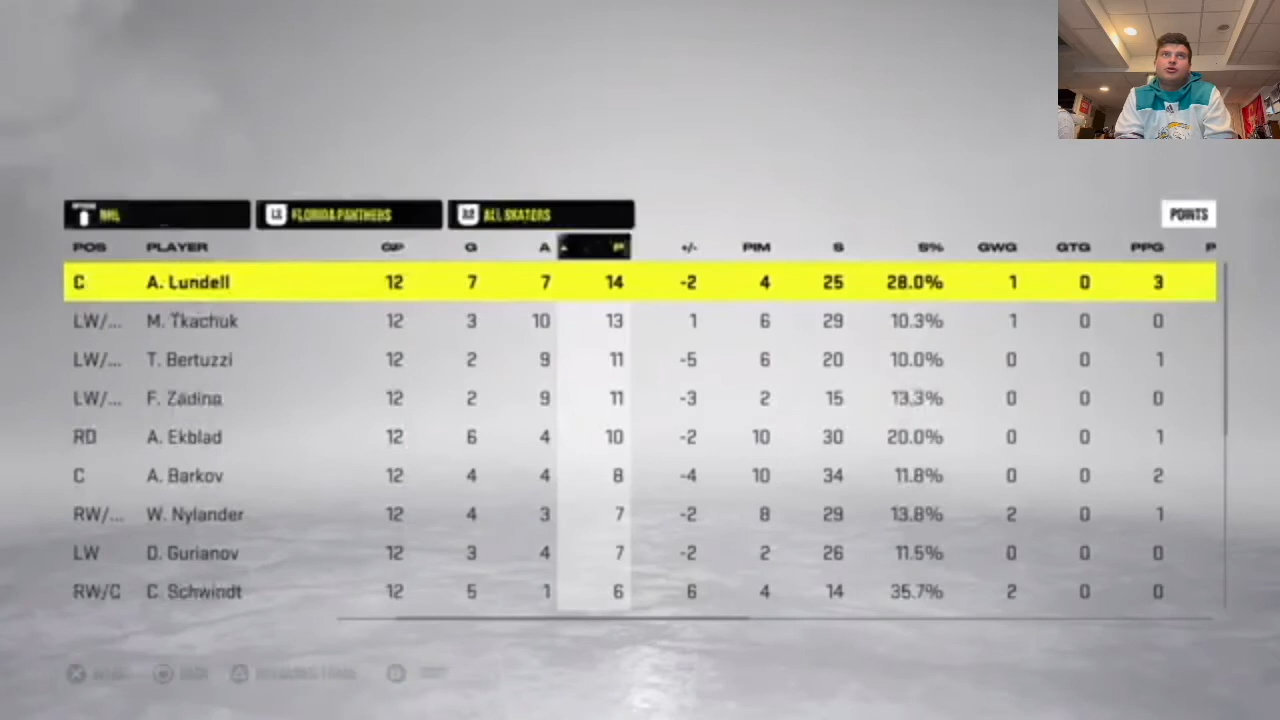 NHL FLORIDA PANTHERS ALL SKATERS POINTS
POS PLAYER GP G A P +/- PIM S S% GWG GTG PPG P
C A. Lundell 12 7 7 14 -2 4 25 28.0% 1 0 3
LW/... M. Tkachuk 12 3 10 13 1 6 29 10.3% 1 0 0
LW/... T. Bertuzzi 12 2 9 11 -5 6 20 10.0% 0 0 1
LW/... F. Zadina 12 2 9 11 -3 2 15 13.3% 0 0 0
RD A. Ekblad 12 6 4 10 -2 10 30 20.0% 0 0 1
C A. Barkov 12 4 4 8 -4 10 34 11.8% 0 0 2
RW/... W. Nylander 12 4 3 7 -2 8 29 13.8% 2 0 1
LW D. Gurianov 12 3 4 7 -2 2 26 11.5% 0 0 0
RW/C C. Schwindt 12 5 1 6 6 4 14 35.7% 2 0 0